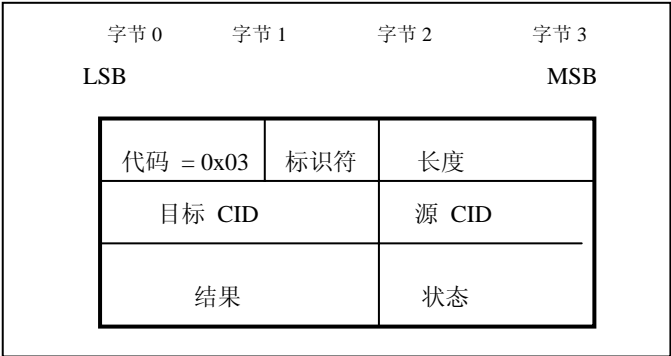 字节 0 字节 1 字节 2 字节 3
LSB MSB
代码 = 0x03 标识符 长度
目标 CID 源 CID
结果 状态